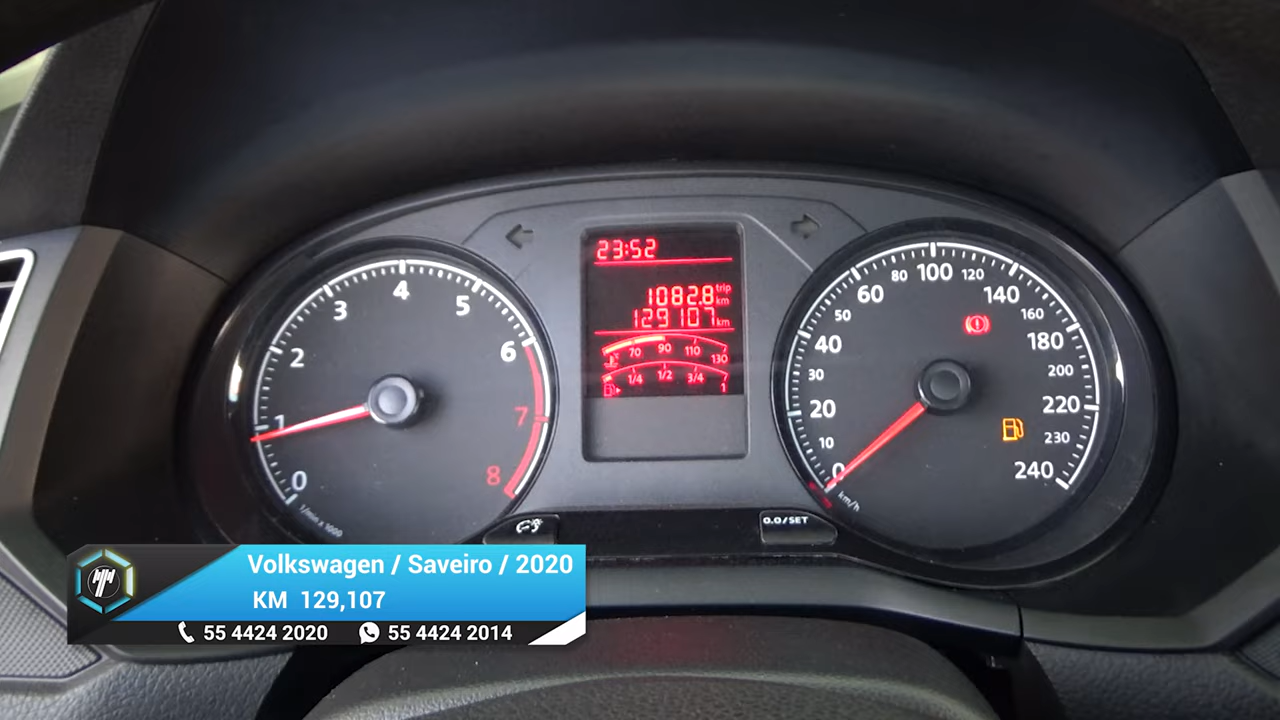 23:52
1082.8 trip km
129107 km
70 90 110 130
1/4 1/2 3/4 1
0 1 2 3 4 5 6 7 8
1/min x 1000
0 10 20 30 40 50 60 80 100 120 140 160 180 200 220 230 240
km/h
0.0/SET
Volkswagen / Saveiro / 2020
KM 129,107
55 4424 2020 55 4424 2014